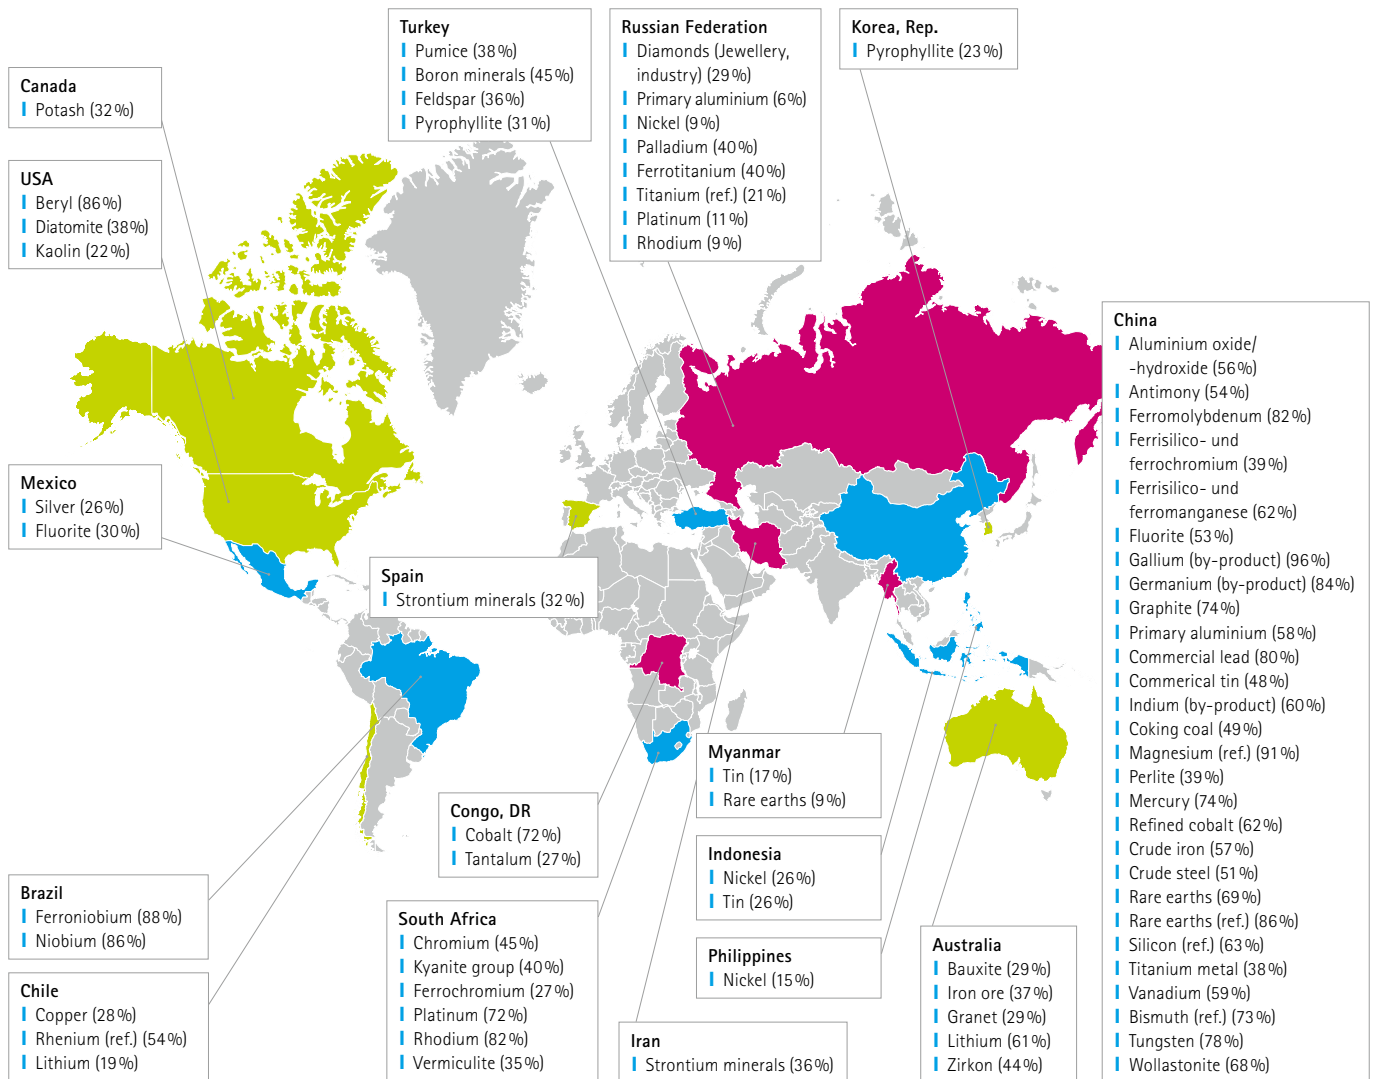 Turkey
Pumice (38%)
Boron minerals (45%)
Feldspar (36%)
Pyrophyllite (31%)
Russian Federation
Diamonds (Jewellery,
industry) (29%)
Primary aluminium (6%)
Nickel (9%)
Palladium (40%)
Ferrotitanium (40%)
Titanium (ref.) (21%)
Platinum (11%)
Rhodium (9%)
Korea, Rep.
Pyrophyllite (23%)
Canada
Potash (32%)
USA
Beryl (86%)
Diatomite (38%)
Kaolin (22%)
Mexico
Silver (26%)
Fluorite (30%)
Spain
Strontium minerals (32%)
China
Aluminium oxide/
-hydroxide (56%)
Antimony (54%)
Ferromolybdenum (82%)
Ferrisilico- und
ferrochromium (39%)
Ferrisilico- und
ferromanganese (62%)
Fluorite (53%)
Gallium (by-product) (96%)
Germanium (by-product) (84%)
Graphite (74%)
Primary aluminium (58%)
Commercial lead (80%)
Commerical tin (48%)
Indium (by-product) (60%)
Coking coal (49%)
Magnesium (ref.) (91%)
Perlite (39%)
Mercury (74%)
Refined cobalt (62%)
Crude iron (57%)
Crude steel (51%)
Rare earths (69%)
Rare earths (ref.) (86%)
Silicon (ref.) (63%)
Titanium metal (38%)
Vanadium (59%)
Bismuth (ref.) (73%)
Tungsten (78%)
Wollastonite (68%)
Myanmar
Tin (17%)
Rare earths (9%)
Congo, DR
Cobalt (72%)
Tantalum (27%)
Indonesia
Nickel (26%)
Tin (26%)
Brazil
Ferroniobium (88%)
Niobium (86%)
South Africa
Chromium (45%)
Kyanite group (40%)
Ferrochromium (27%)
Platinum (72%)
Rhodium (82%)
Vermiculite (35%)
Philippines
Nickel (15%)
Australia
Bauxite (29%)
Iron ore (37%)
Granet (29%)
Lithium (61%)
Zirkon (44%)
Chile
Copper (28%)
Rhenium (ref.) (54%)
Lithium (19%)
Iran
Strontium minerals (36%)